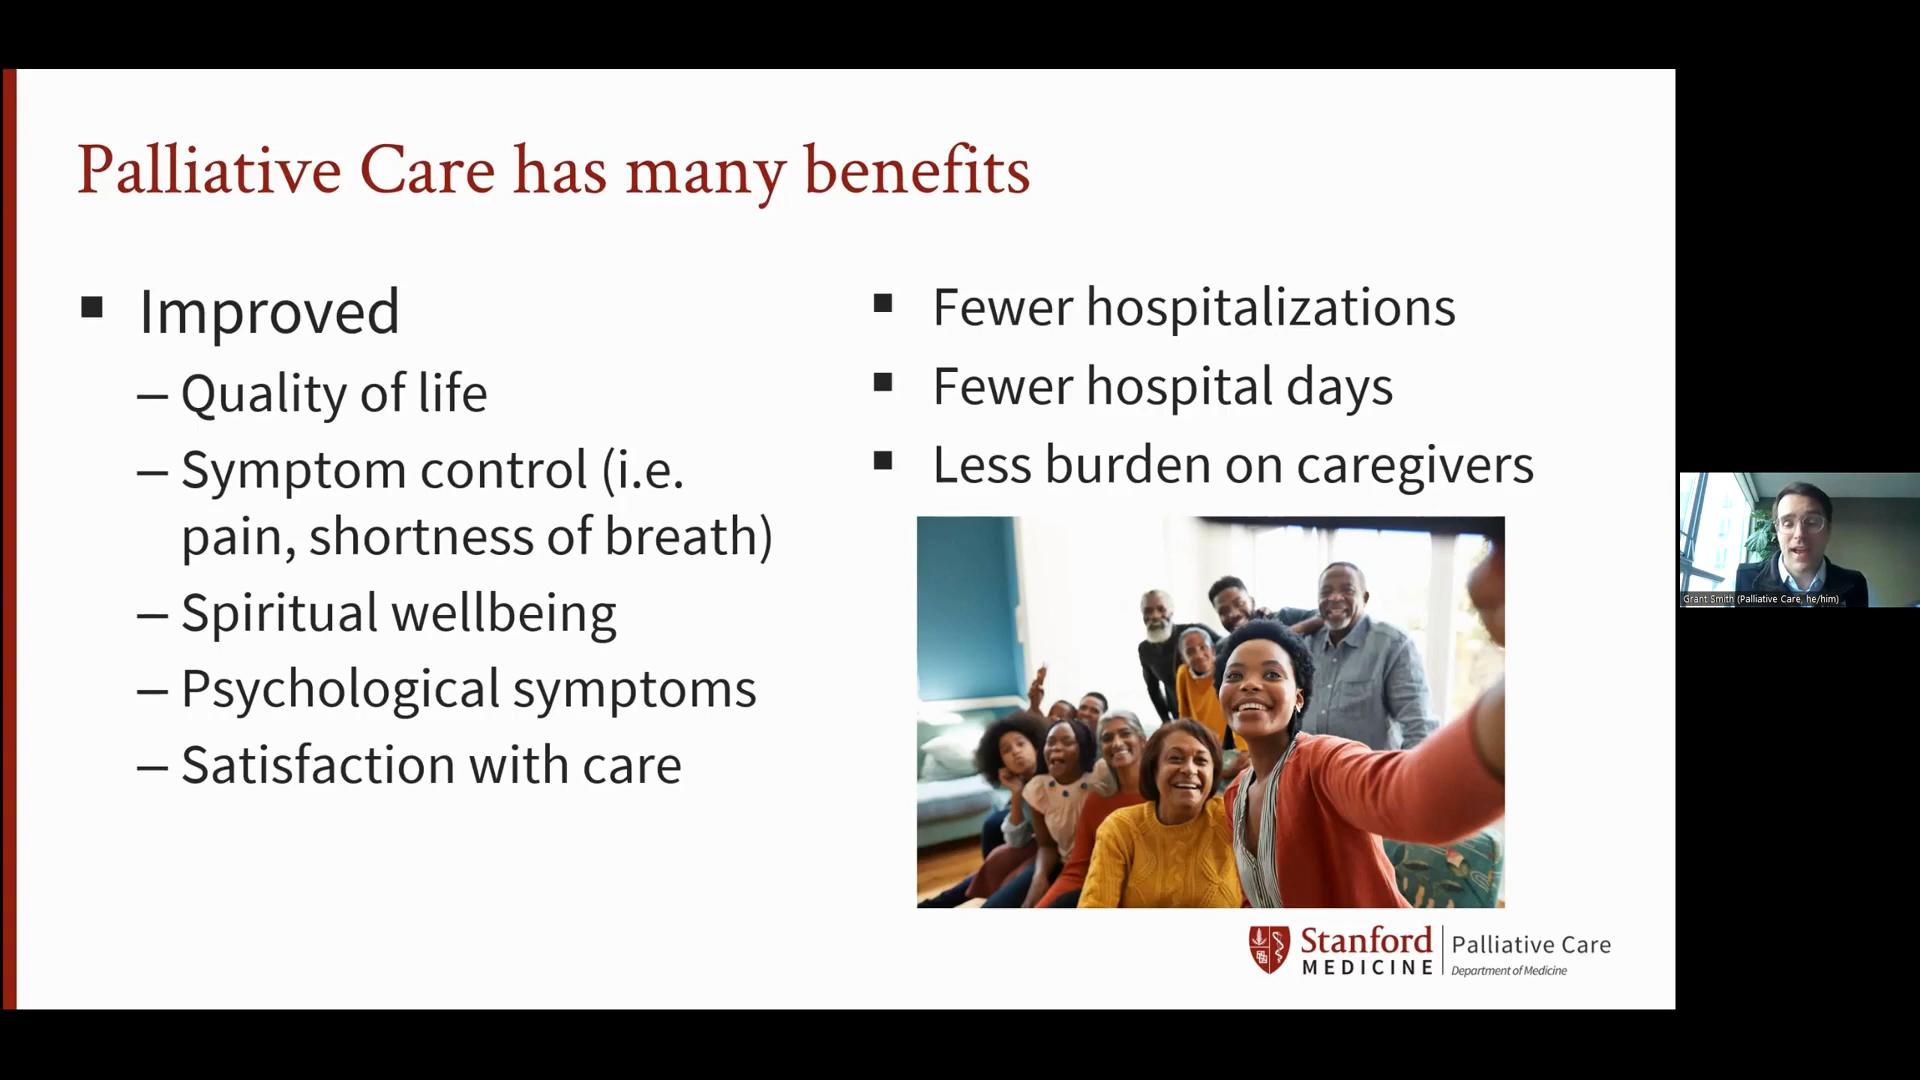 Palliative Care has many benefits
▪ Improved
– Quality of life
– Symptom control (i.e.
pain, shortness of breath)
– Spiritual wellbeing
– Psychological symptoms
– Satisfaction with care
▪ Fewer hospitalizations
▪ Fewer hospital days
▪ Less burden on caregivers
Stanford
MEDICINE
Palliative Care
Department of Medicine
Grant Smith (Palliative Care, he/him)